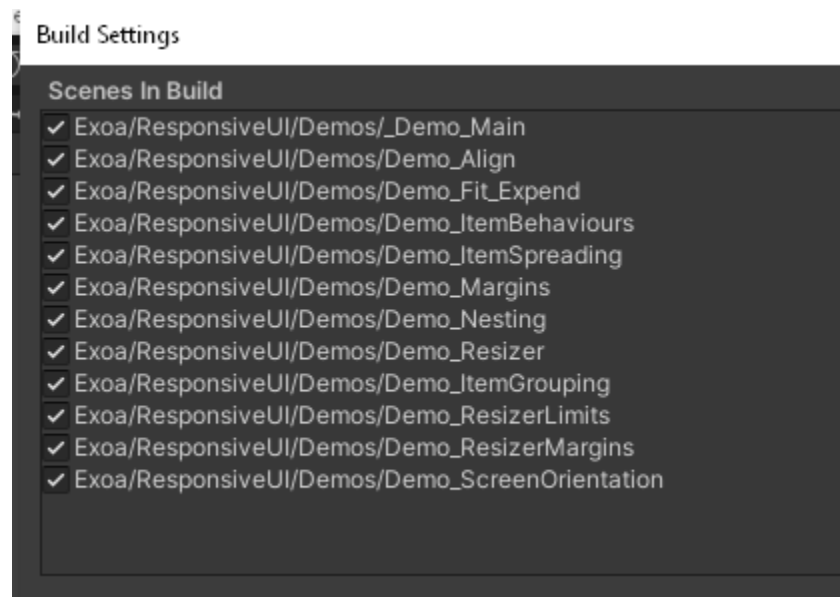 Build Settings
Scenes In Build
Exoa/ResponsiveUI/Demos/_Demo_Main
Exoa/ResponsiveUI/Demos/Demo_Align
Exoa/ResponsiveUI/Demos/Demo_Fit_Expend
Exoa/ResponsiveUI/Demos/Demo_ItemBehaviours
Exoa/ResponsiveUI/Demos/Demo_ItemSpreading
Exoa/ResponsiveUI/Demos/Demo_Margins
Exoa/ResponsiveUI/Demos/Demo_Nesting
Exoa/ResponsiveUI/Demos/Demo_Resizer
Exoa/ResponsiveUI/Demos/Demo_ItemGrouping
Exoa/ResponsiveUI/Demos/Demo_ResizerLimits
Exoa/ResponsiveUI/Demos/Demo_ResizerMargins
Exoa/ResponsiveUI/Demos/Demo_ScreenOrientation